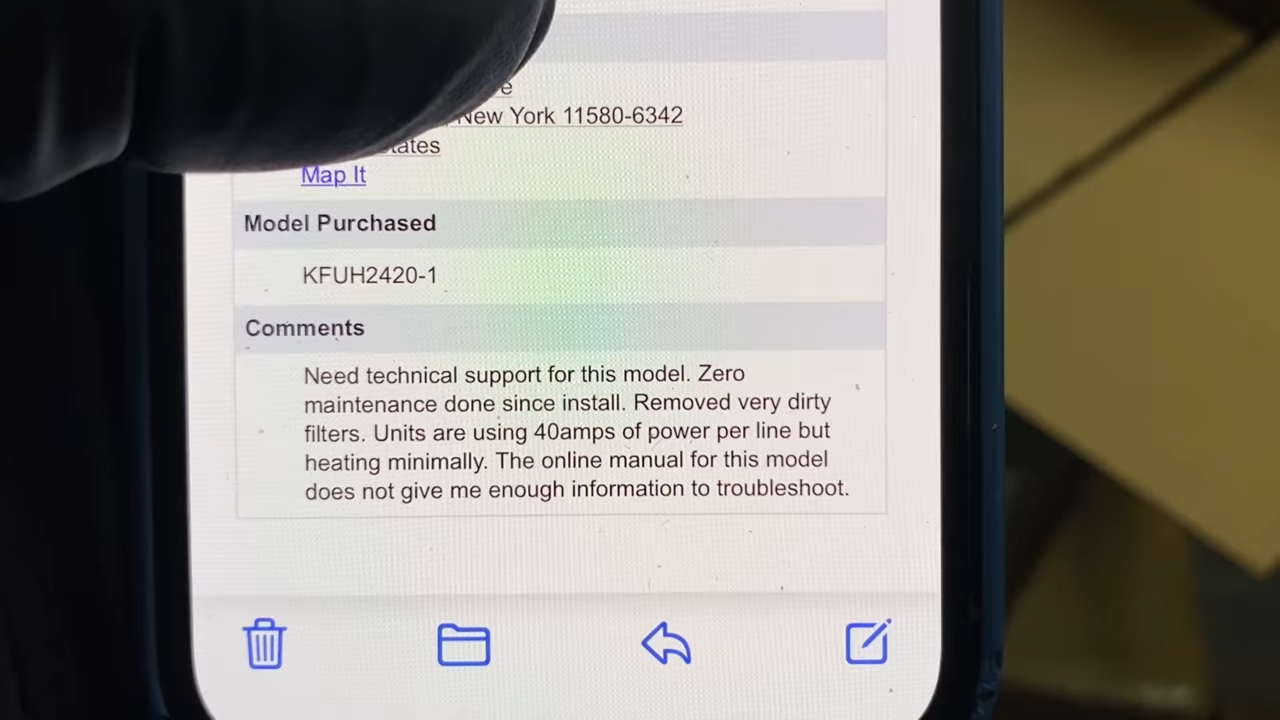 New York 11580-6342
Map It
Model Purchased
KFUH2420-1
Comments
Need technical support for this model. Zero
maintenance done since install. Removed very dirty
filters. Units are using 40amps of power per line but
heating minimally. The online manual for this model
does not give me enough information to troubleshoot.